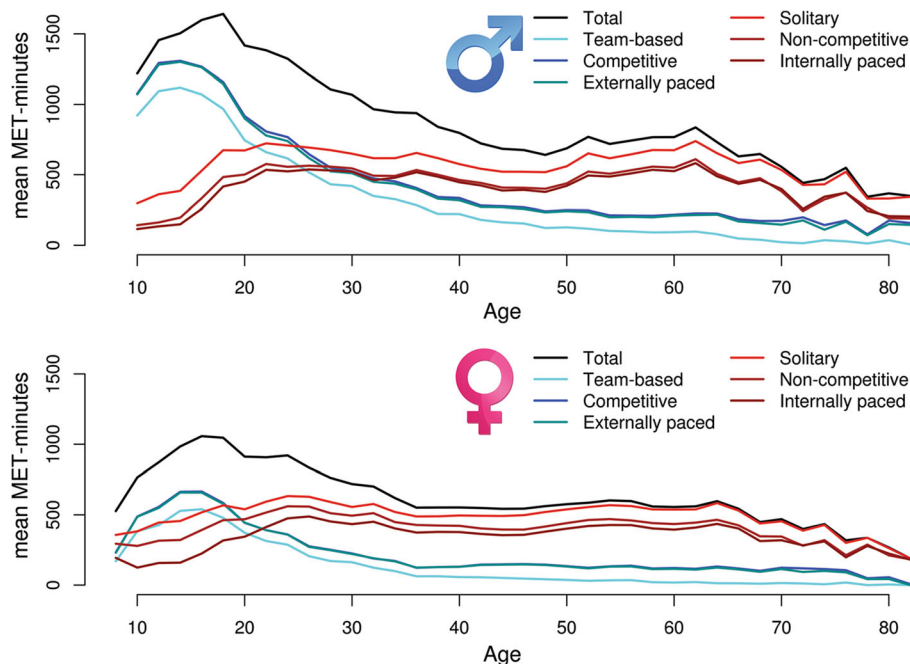 1500
1000
500
0
mean MET-minutes
Total
Team-based
Competitive
Externally paced
Solitary
Non-competitive
Internally paced
10 20 30 40 50 60 70 80
Age
1500
1000
500
0
mean MET-minutes
Total
Team-based
Competitive
Externally paced
Solitary
Non-competitive
Internally paced
10 20 30 40 50 60 70 80
Age